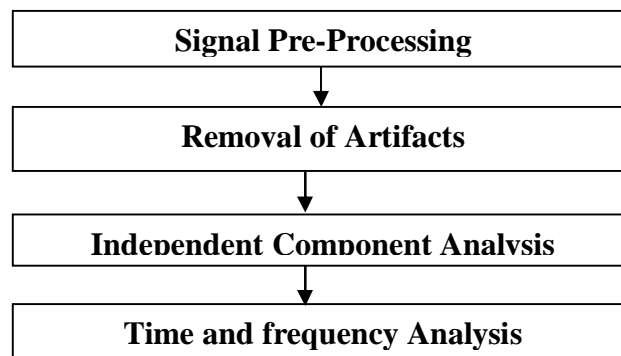 Signal Pre-Processing
Removal of Artifacts
Independent Component Analysis
Time and frequency Analysis